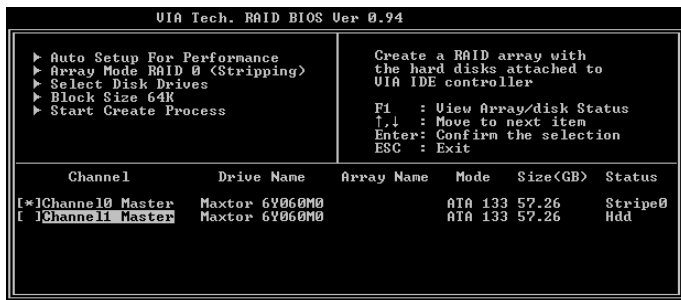 VIA Tech. RAID BIOS Ver 0.94
Auto Setup For Performance
Array Mode RAID 0 (Stripping)
Select Disk Drives
Block Size 64K
Start Create Process
Create a RAID array with
the hard disks attached to
VIA IDE controller
F1 : View Array/disk Status
↑,↓ : Move to next item
Enter: Confirm the selection
ESC : Exit
Channel Drive Name Array Name Mode Size(GB) Status
[*]Channel0 Master Maxtor 6Y060M0 ATA 133 57.26 Stripe0
[ ]Channel1 Master Maxtor 6Y060M0 ATA 133 57.26 Hdd